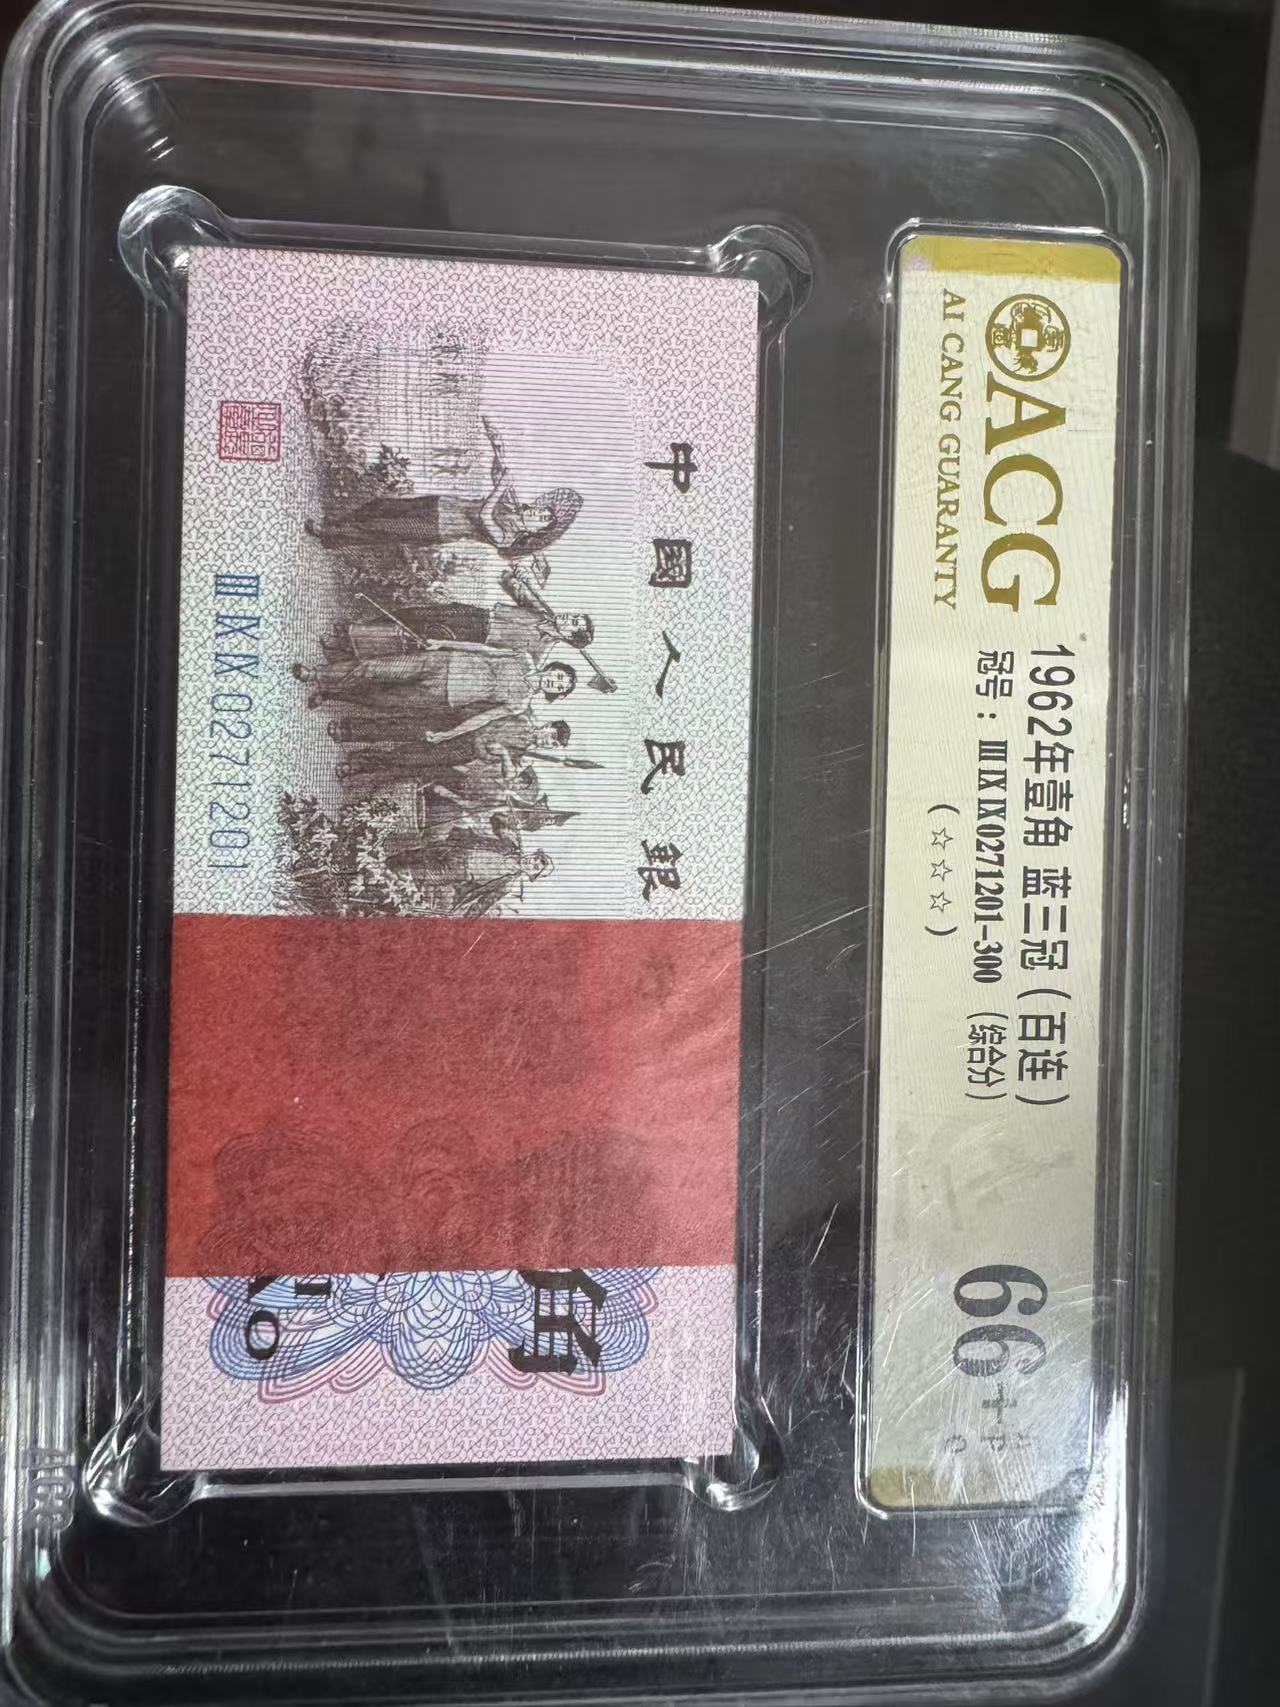 ACG
AI CANG GUARANTY
1962年壹角 蓝三冠（百连）
冠号：ⅢⅨⅨ0271201-300（综合分）
（☆☆☆☆）
66
中國人民銀
ⅢⅨⅨ0271201
角